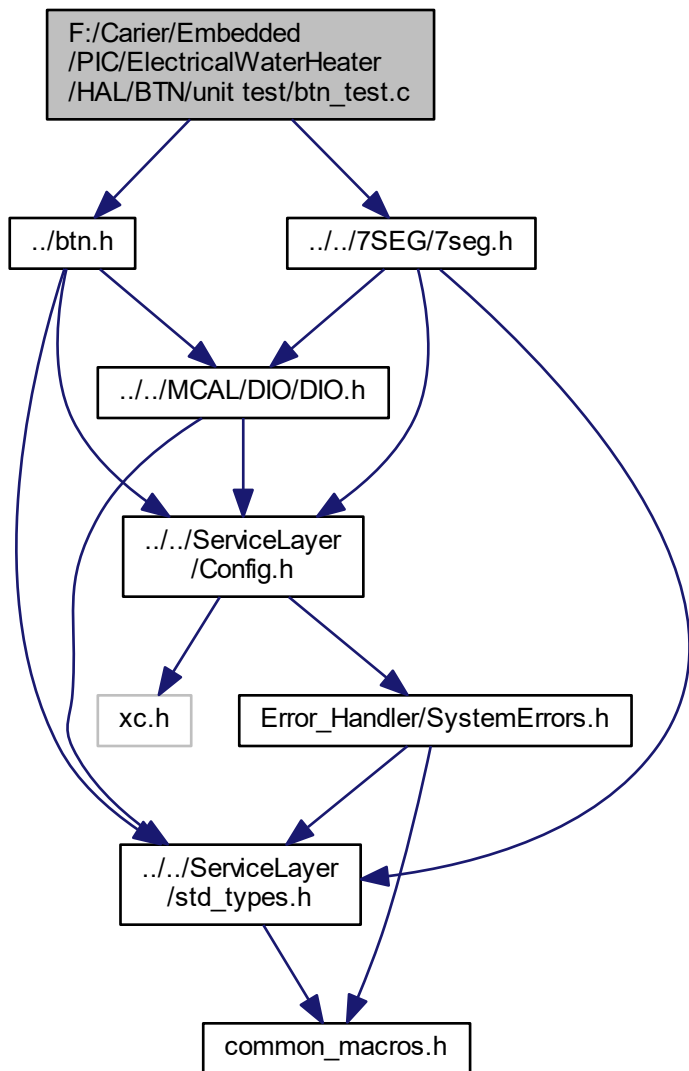 F:/Carier/Embedded
/PIC/ElectricalWaterHeater
/HAL/BTN/unit test/btn_test.c
../btn.h
../../7SEG/7seg.h
../../MCAL/DIO/DIO.h
../../ServiceLayer
/Config.h
xc.h
Error_Handler/SystemErrors.h
../../ServiceLayer
/std_types.h
common_macros.h